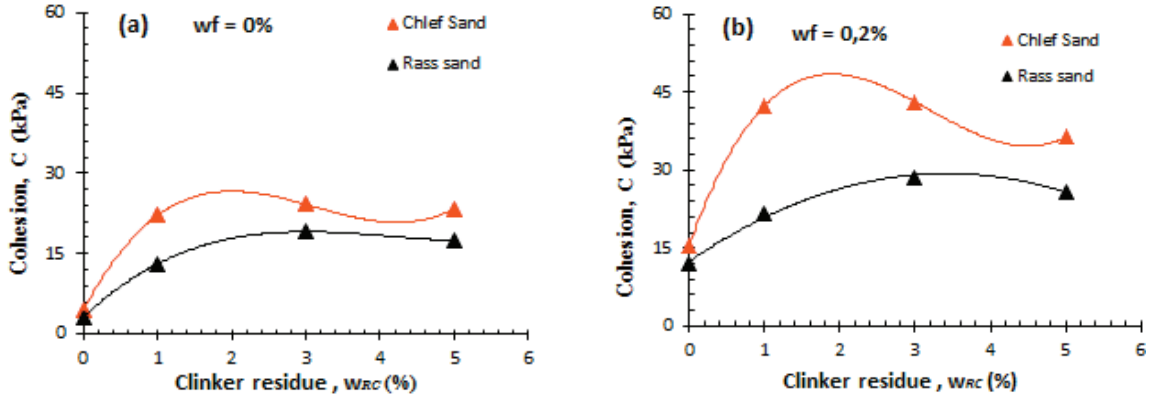 (a)
wf = 0%
Chlef Sand
Rass sand
60
45
30
15
0
Cohesion, C (kPa)
0 1 2 3 4 5 6
Clinker residue , wRC (%)
(b)
wf = 0,2%
Chlef Sand
Rass sand
60
45
30
15
0
Cohesion, C (kPa)
0 1 2 3 4 5 6
Clinker residue , wRC (%)